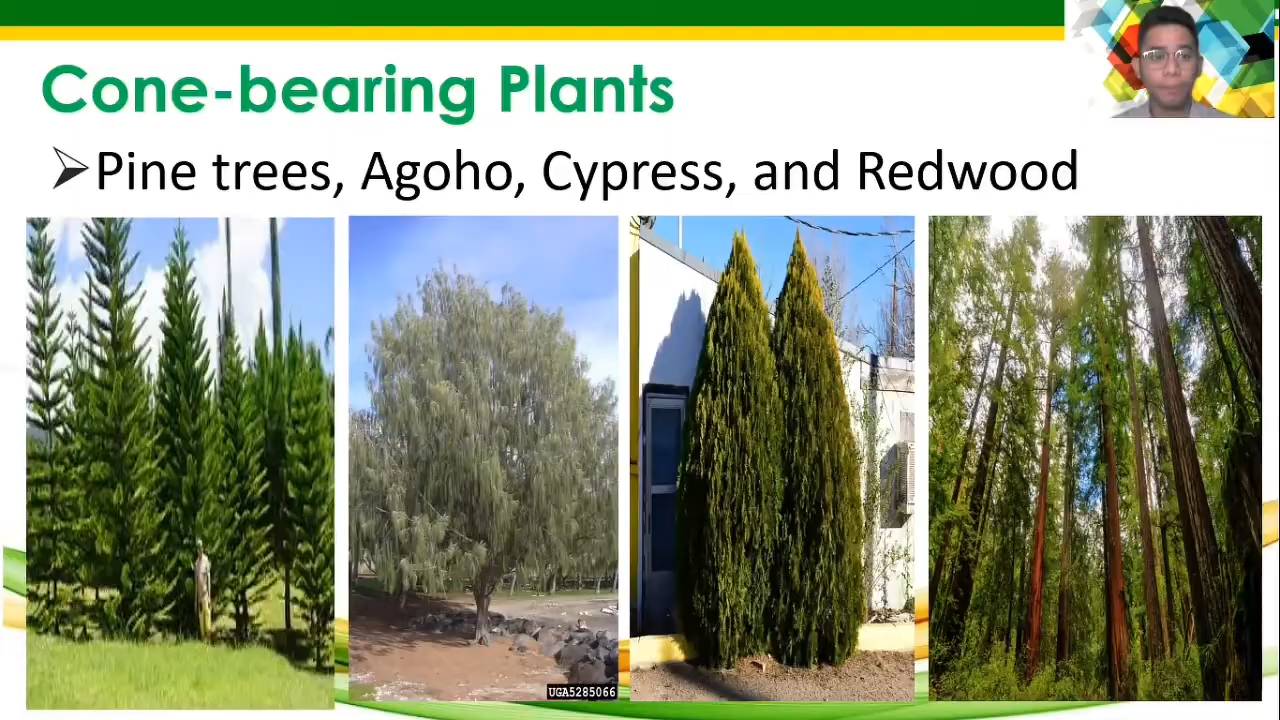 Cone-bearing Plants
Pine trees, Agoho, Cypress, and Redwood
UGA5285066